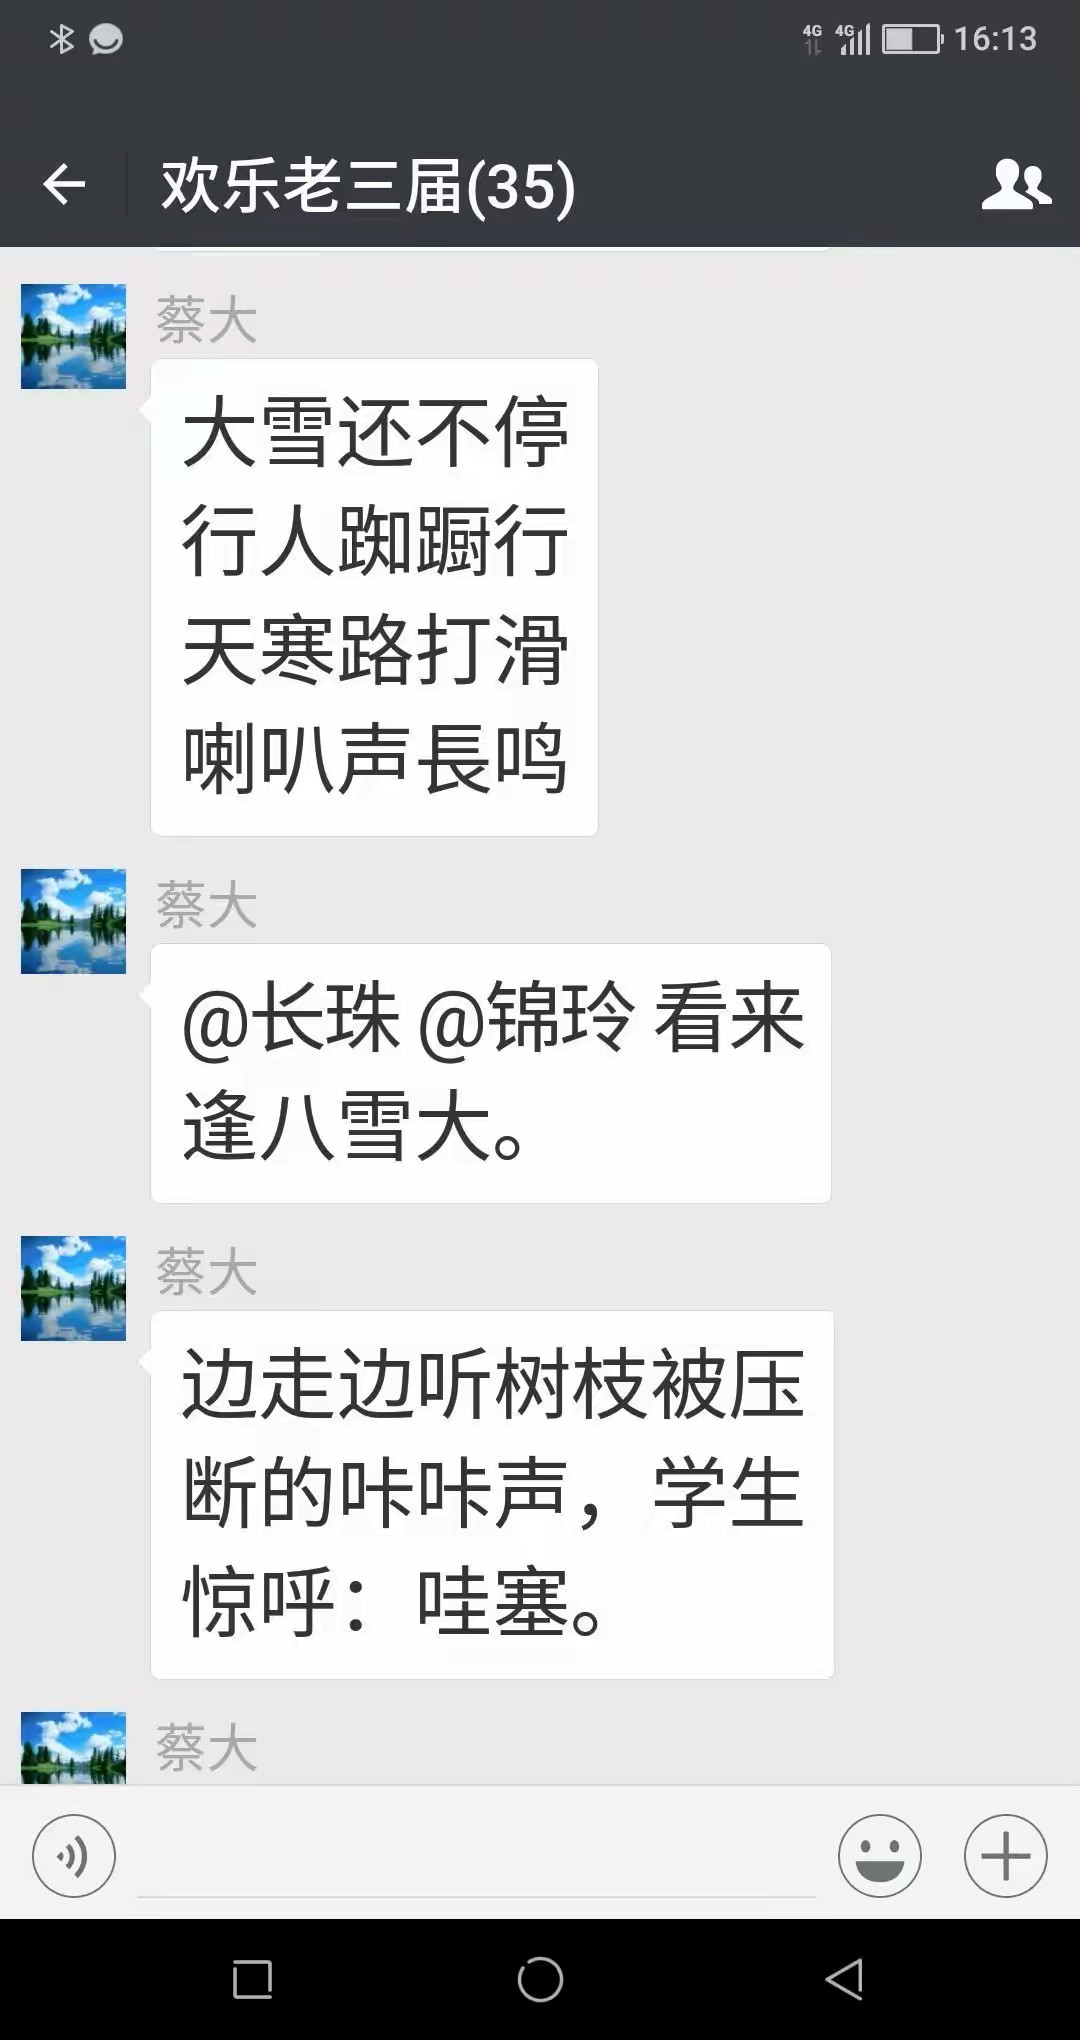 4G 4G 16:13
欢乐老三届(35)
蔡大
大雪还不停
行人踟蹰行
天寒路打滑
喇叭声長鸣
蔡大
@长珠 @锦玲 看来
逢八雪大。
蔡大
边走边听树枝被压
断的咔咔声，学生
惊呼：哇塞。
蔡大